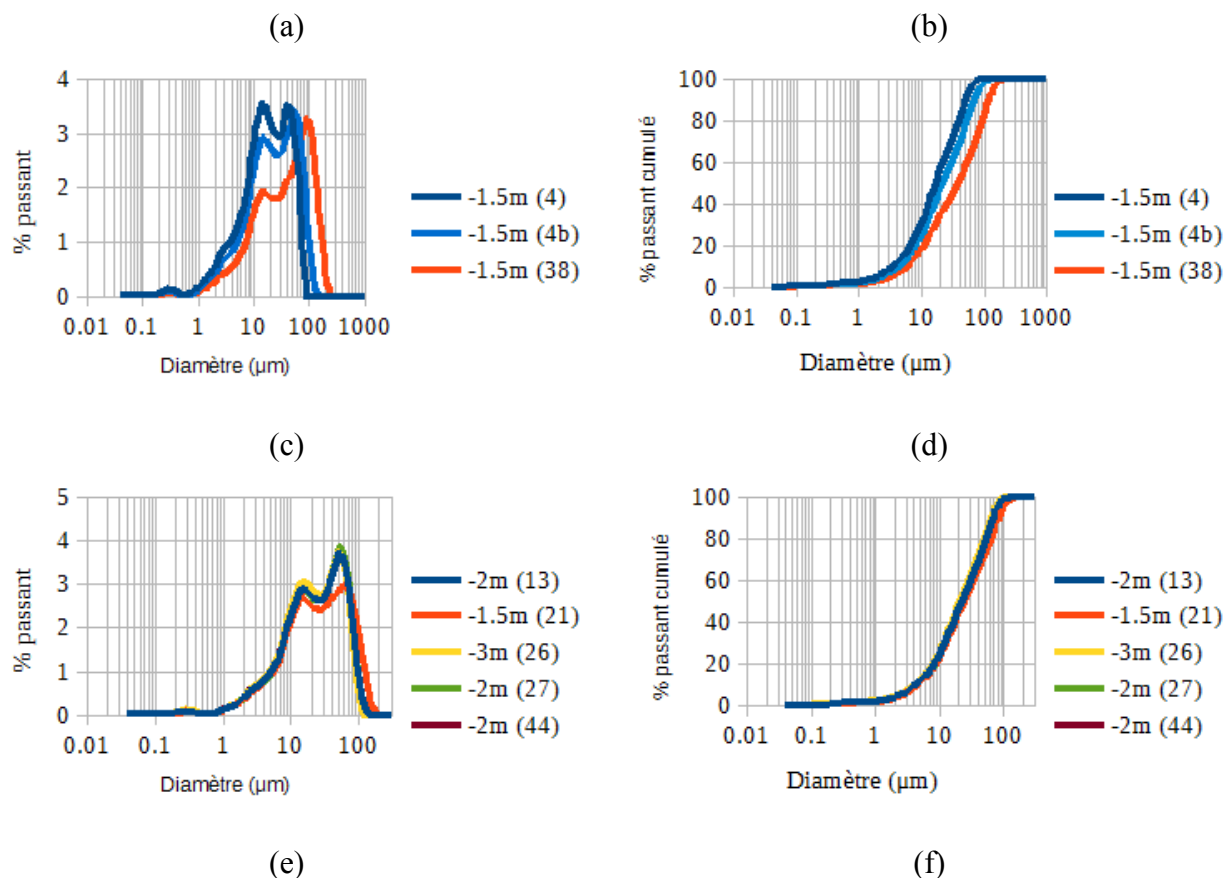 (a)
(b)
4
3
2
1
0
% passant
0.01 0.1 1 10 100 1000
Diamètre (µm)
-1.5m (4)
-1.5m (4b)
-1.5m (38)
100
80
60
40
20
0
% passant cumulé
0.01 0.1 1 10 100 1000
Diamètre (µm)
-1.5m (4)
-1.5m (4b)
-1.5m (38)
(c)
(d)
5
4
3
2
1
0
% passant
0.01 0.1 1 10 100
Diamètre (µm)
-2m (13)
-1.5m (21)
-3m (26)
-2m (27)
-2m (44)
100
80
60
40
20
0
% passant cumulé
0.01 0.1 1 10 100
Diamètre (µm)
-2m (13)
-1.5m (21)
-3m (26)
-2m (27)
-2m (44)
(e)
(f)